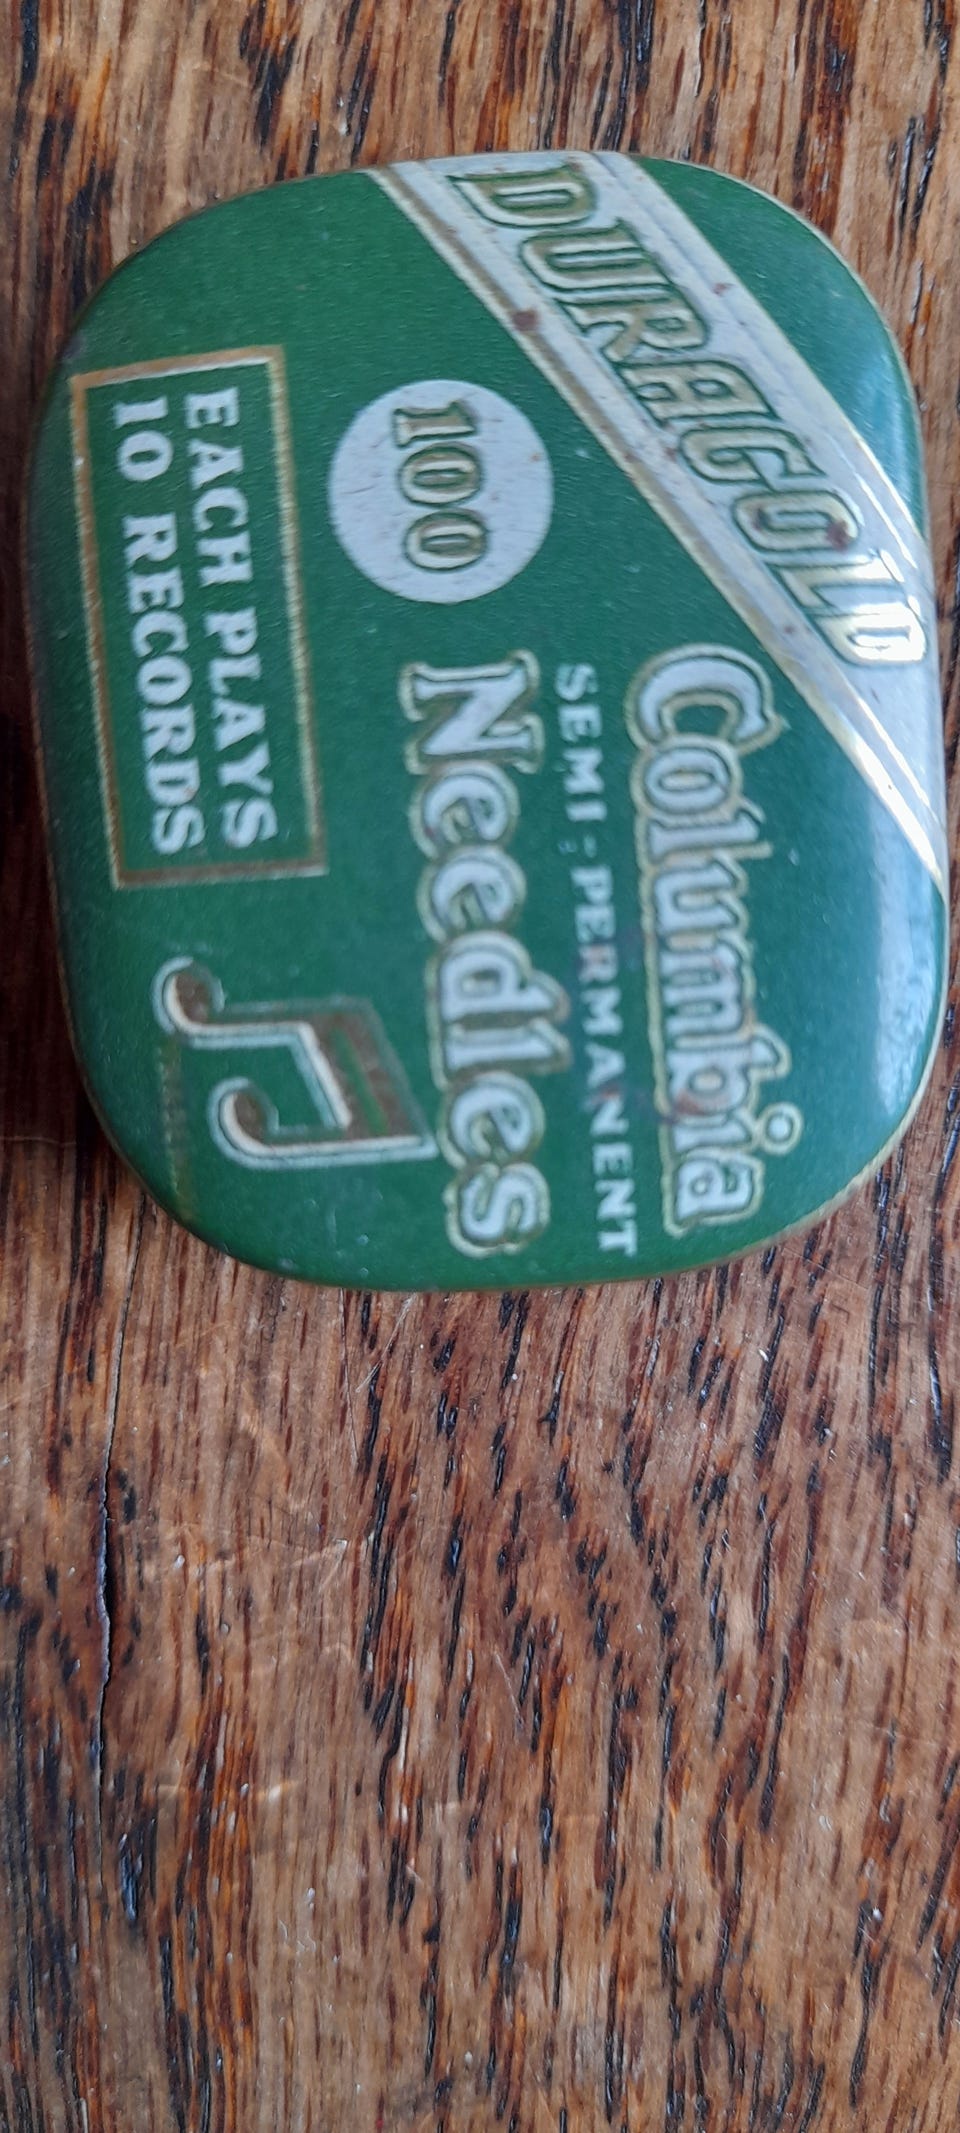 DURAGOLD
Columbia
SEMI-PERMANENT
100 Needles
EACH PLAYS
10 RECORDS